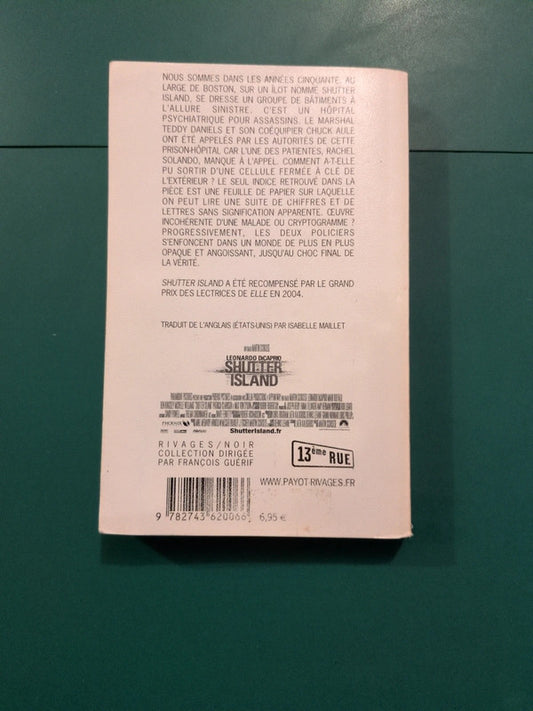 NOUS SOMMES DANS LES ANNÉES CINQUANTE. AU
LARGE DE BOSTON, SUR UN ÎLOT NOMMÉ SHUTTER
ISLAND, SE DRESSE UN GROUPE DE BÂTIMENTS À
L'ALLURE SINISTRE. C'EST UN HÔPITAL
PSYCHIATRIQUE POUR ASSASSINS. LE MARSHAL
TEDDY DANIELS ET SON COÉQUIPIER CHUCK AULE
ONT ÉTÉ APPELÉS PAR LES AUTORITÉS DE CETTE
PRISON-HÔPITAL CAR L'UNE DES PATIENTES, RACHEL
SOLANDO, MANQUE À L'APPEL. COMMENT A-T-ELLE
PU SORTIR D'UNE CELLULE FERMÉE À CLÉ DE
L'EXTÉRIEUR ? LE SEUL INDICE RETROUVÉ DANS LA
PIÈCE EST UNE FEUILLE DE PAPIER SUR LAQUELLE
ON PEUT LIRE UNE SUITE DE CHIFFRES ET DE
LETTRES SANS SIGNIFICATION APPARENTE. ŒUVRE
INCOHÉRENTE D'UNE MALADE OU CRYPTOGRAMME ?
PROGRESSIVEMENT, LES DEUX POLICIERS
S'ENFONCENT DANS UN MONDE DE PLUS EN PLUS
OPAQUE ET ANGOISSANT, JUSQU'AU CHOC FINAL DE
LA VÉRITÉ.
SHUTTER ISLAND A ÉTÉ RECOMPENSÉ PAR LE GRAND
PRIX DES LECTRICES DE ELLE EN 2004.
TRADUIT DE L'ANGLAIS (ÉTATS-UNIS) PAR ISABELLE MAILLET
LEONARDO DiCAPRIO
SHUTTER
ISLAND
ShutterIsland.fr
RIVAGES/NOIR
COLLECTION DIRIGÉE
PAR FRANÇOIS GUÉRIF
13ème RUE
WWW.PAYOT-RIVAGES.FR
9 782743 620066 6,95 €